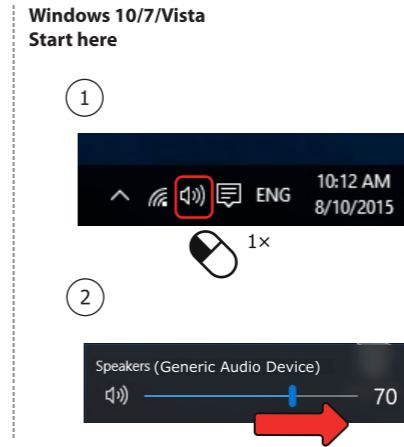 Windows 10/7/Vista
Start here
1
ENG
10:12 AM
8/10/2015
1×
2
Speakers (Generic Audio Device)
70